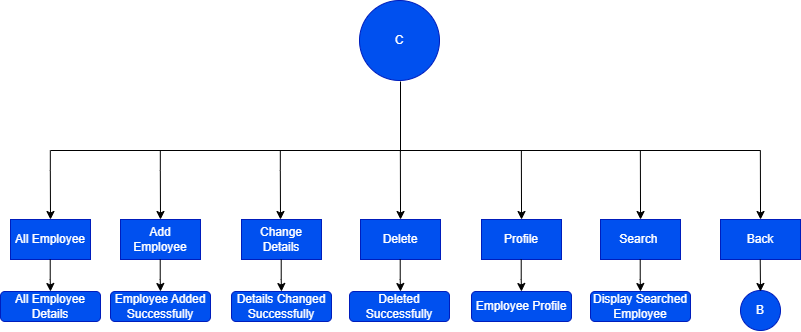 C
All Employee
Add
Employee
Change
Details
Delete
Profile
Search
Back
All Employee
Details
Employee Added
Successfully
Details Changed
Successfully
Deleted
Successfully
Employee Profile
Display Searched
Employee
B